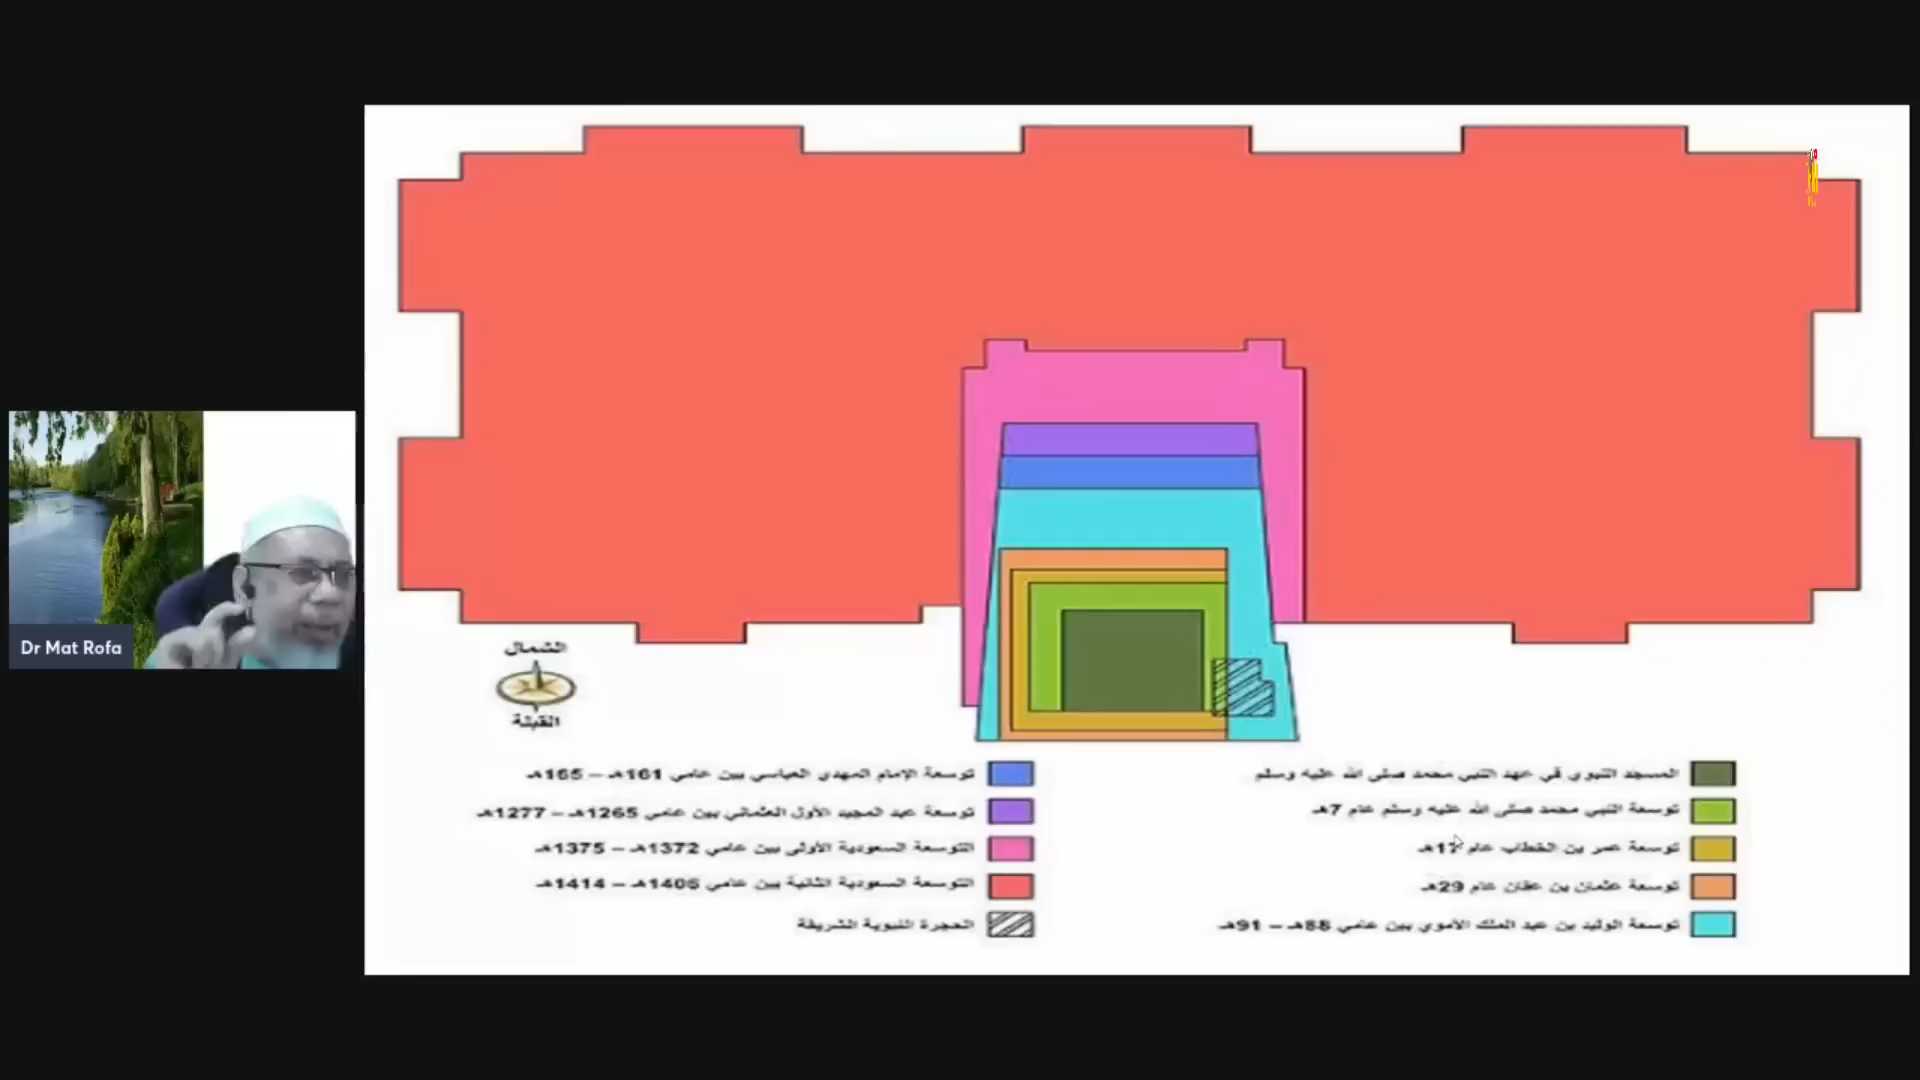 Dr Mat Rofa
الشمال
القبلة
المسجد النبوي في عهد النبي محمد صلى الله عليه وسلم
توسعة النبي محمد صلى الله عليه وسلم عام 7هـ
توسعة عمر بن الخطاب عام 17هـ
توسعة عثمان بن عفان عام 29هـ
توسعة الوليد بن عبد الملك الأموي بين عامي 88هـ – 91هـ
توسعة الإمام المهدي العباسي بين عامي 161هـ – 165هـ
توسعة عبد المجيد الأول العثماني بين عامي 1265هـ – 1277هـ
التوسعة السعودية الأولى بين عامي 1372هـ – 1375هـ
التوسعة السعودية الثانية بين عامي 1405هـ – 1414هـ
الحجرة النبوية الشريفة